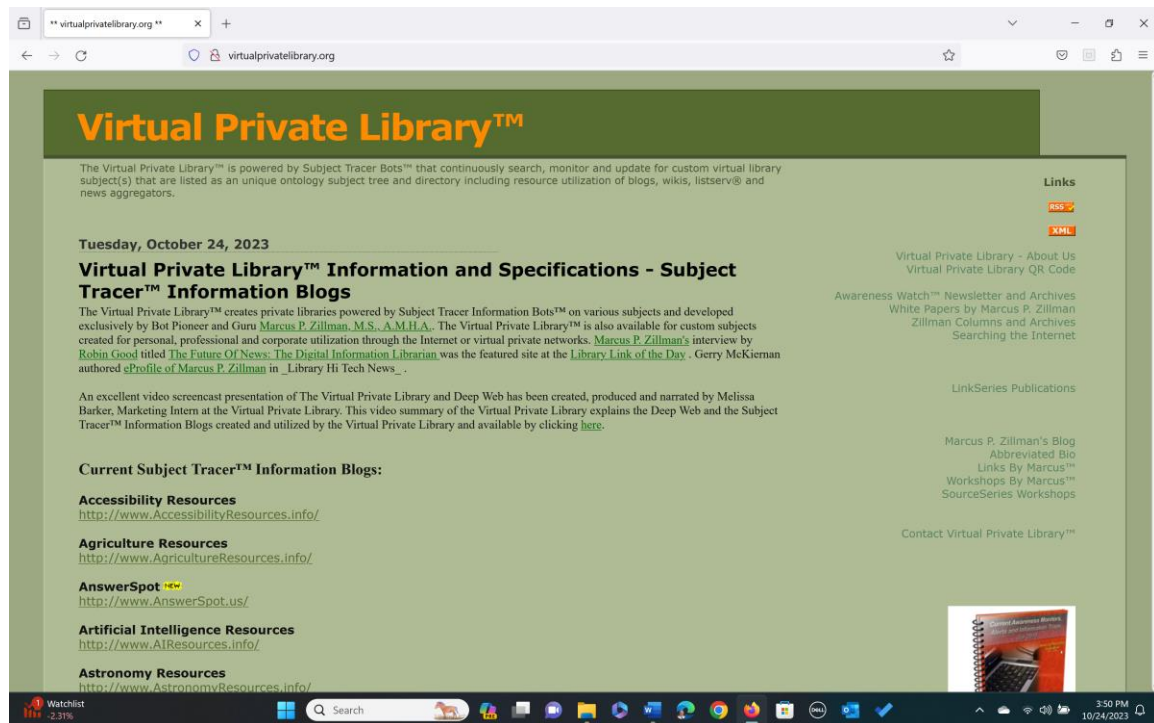 ** virtualprivatelibrary.org **
virtualprivatelibrary.org
Virtual Private Library™
The Virtual Private Library™ is powered by Subject Tracer Bots™ that continuously search, monitor and update for custom virtual library
subject(s) that are listed as an unique ontology subject tree and directory including resource utilization of blogs, wikis, listserv® and
news aggregators.
Tuesday, October 24, 2023
Virtual Private Library™ Information and Specifications - Subject
Tracer™ Information Blogs
The Virtual Private Library™ creates private libraries powered by Subject Tracer Information Bots™ on various subjects and developed
exclusively by Bot Pioneer and Guru Marcus P. Zillman, M.S., A.M.H.A.. The Virtual Private Library™ is also available for custom subjects
created for personal, professional and corporate utilization through the Internet or virtual private networks. Marcus P. Zillman's interview by
Robin Good titled The Future Of News: The Digital Information Librarian was the featured site at the Library Link of the Day . Gerry McKiernan
authored eProfile of Marcus P. Zillman in _Library Hi Tech News_ .
An excellent video screencast presentation of The Virtual Private Library and Deep Web has been created, produced and narrated by Melissa
Barker, Marketing Intern at the Virtual Private Library. This video summary of the Virtual Private Library explains the Deep Web and the Subject
Tracer™ Information Blogs created and utilized by the Virtual Private Library and available by clicking here.
Current Subject Tracer™ Information Blogs:
Accessibility Resources
http://www.AccessibilityResources.info/
Agriculture Resources
http://www.AgricultureResources.info/
AnswerSpot NEW
http://www.AnswerSpot.us/
Artificial Intelligence Resources
http://www.AIResources.info/
Astronomy Resources
http://www.AstronomyResources.info/
Links
RSS
XML
Virtual Private Library - About Us
Virtual Private Library QR Code
Awareness Watch™ Newsletter and Archives
White Papers by Marcus P. Zillman
Zillman Columns and Archives
Searching the Internet
LinkSeries Publications
Marcus P. Zillman's Blog
Abbreviated Bio
Links By Marcus™
Workshops By Marcus™
SourceSeries Workshops
Contact Virtual Private Library™
1
Watchlist
-2.31%
Search
DELL
3:50 PM
10/24/2023